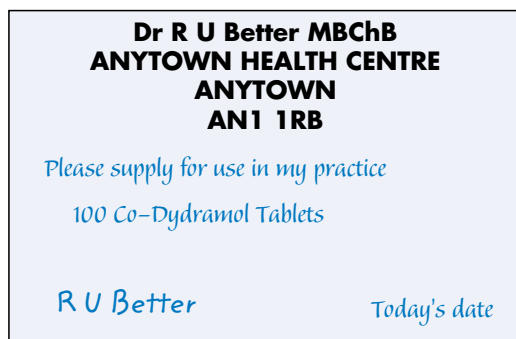 Dr R U Better MBChB
ANYTOWN HEALTH CENTRE
ANYTOWN
AN1 1RB
Please supply for use in my practice
100 Co–Dydramol Tablets
R U Better
Today's date